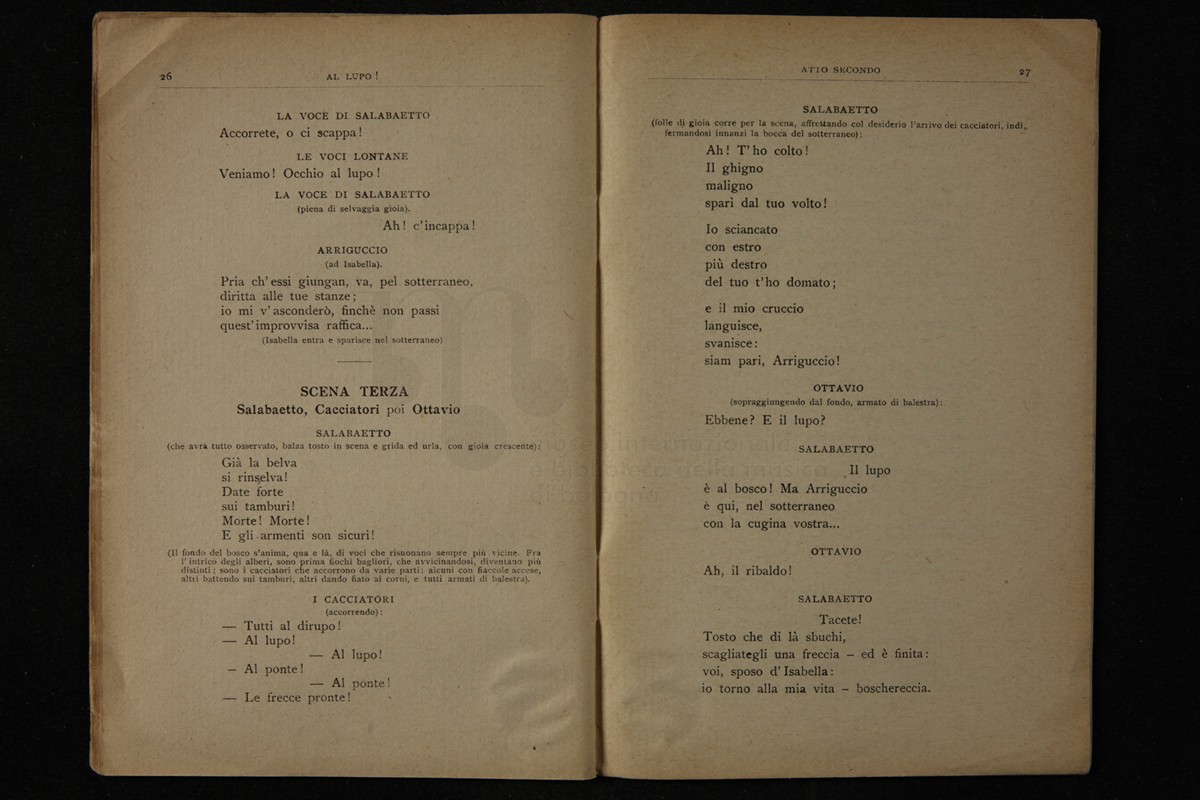 26
AL LUPO !
LA VOCE DI SALABAETTO
Accorrete, o ci scappa !
LE VOCI LONTANE
Veniamo ! Occhio al lupo !
LA VOCE DI SALABAETTO
(piena di selvaggia gioia).
Ah ! c'incappa !
ARRIGUCCIO
(ad Isabella).
Pria ch'essi giungan, va, pel sotterraneo,
diritta alle tue stanze ;
io mi v'asconderò, finchè non passi
quest'improvvisa raffica...
(Isabella entra e sparisce nel sotterraneo)
SCENA TERZA
Salabaetto, Cacciatori poi Ottavio
SALABAETTO
(che avrà tutto osservato, balza tosto in scena e grida ed urla, con gioia crescente):
Già la belva
si rinselva!
Date forte
sui tamburi!
Morte! Morte!
E gli armenti son sicuri!
(Il fondo del bosco s'anima, qua e là, di voci che risuonano sempre più vicine. Fra
l'intrico degli alberi, sono prima fiochi bagliori, che avvicinandosi, diventano più
distinti; sono i cacciatori che accorrono da varie parti: alcuni con fiaccole accese,
altri battendo sui tamburi, altri dando fiato ai corni, e tutti armati di balestra).
I CACCIATORI
(accorrendo):
— Tutti al dirupo!
— Al lupo!
— Al lupo!
— Al ponte!
— Al ponte!
— Le frecce pronte!
ATTO SECONDO
27
SALABAETTO
(folle di gioia corre per la scena, affrettando col desiderio l'arrivo dei cacciatori, indi
fermandosi innanzi la bocca del sotterraneo):
Ah! T'ho colto!
Il ghigno
maligno
sparì dal tuo volto!
Io sciancato
con estro
più destro
del tuo t'ho domato;
e il mio cruccio
languisce,
svanisce:
siam pari, Arriguccio!
OTTAVIO
(sopraggiungendo dal fondo, armato di balestra):
Ebbene? E il lupo?
SALABAETTO
Il lupo
è al bosco! Ma Arriguccio
è qui, nel sotterraneo
con la cugina vostra...
OTTAVIO
Ah, il ribaldo!
SALABAETTO
Tacete!
Tosto che di là sbuchi,
scagliategli una freccia – ed è finita:
voi, sposo d'Isabella:
io torno alla mia vita – boschereccia.
museo internazionale
e biblioteca della musica
di bologna